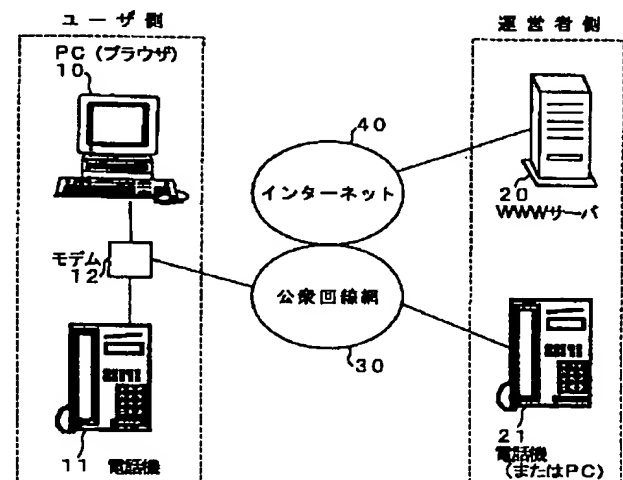 ユーザ側
運営者側
PC(ブラウザ)
10
40
インターネット
20
WWWサーバ
モデム
12
公衆回線網
30
11 電話機
21
電話機
(またはPC)